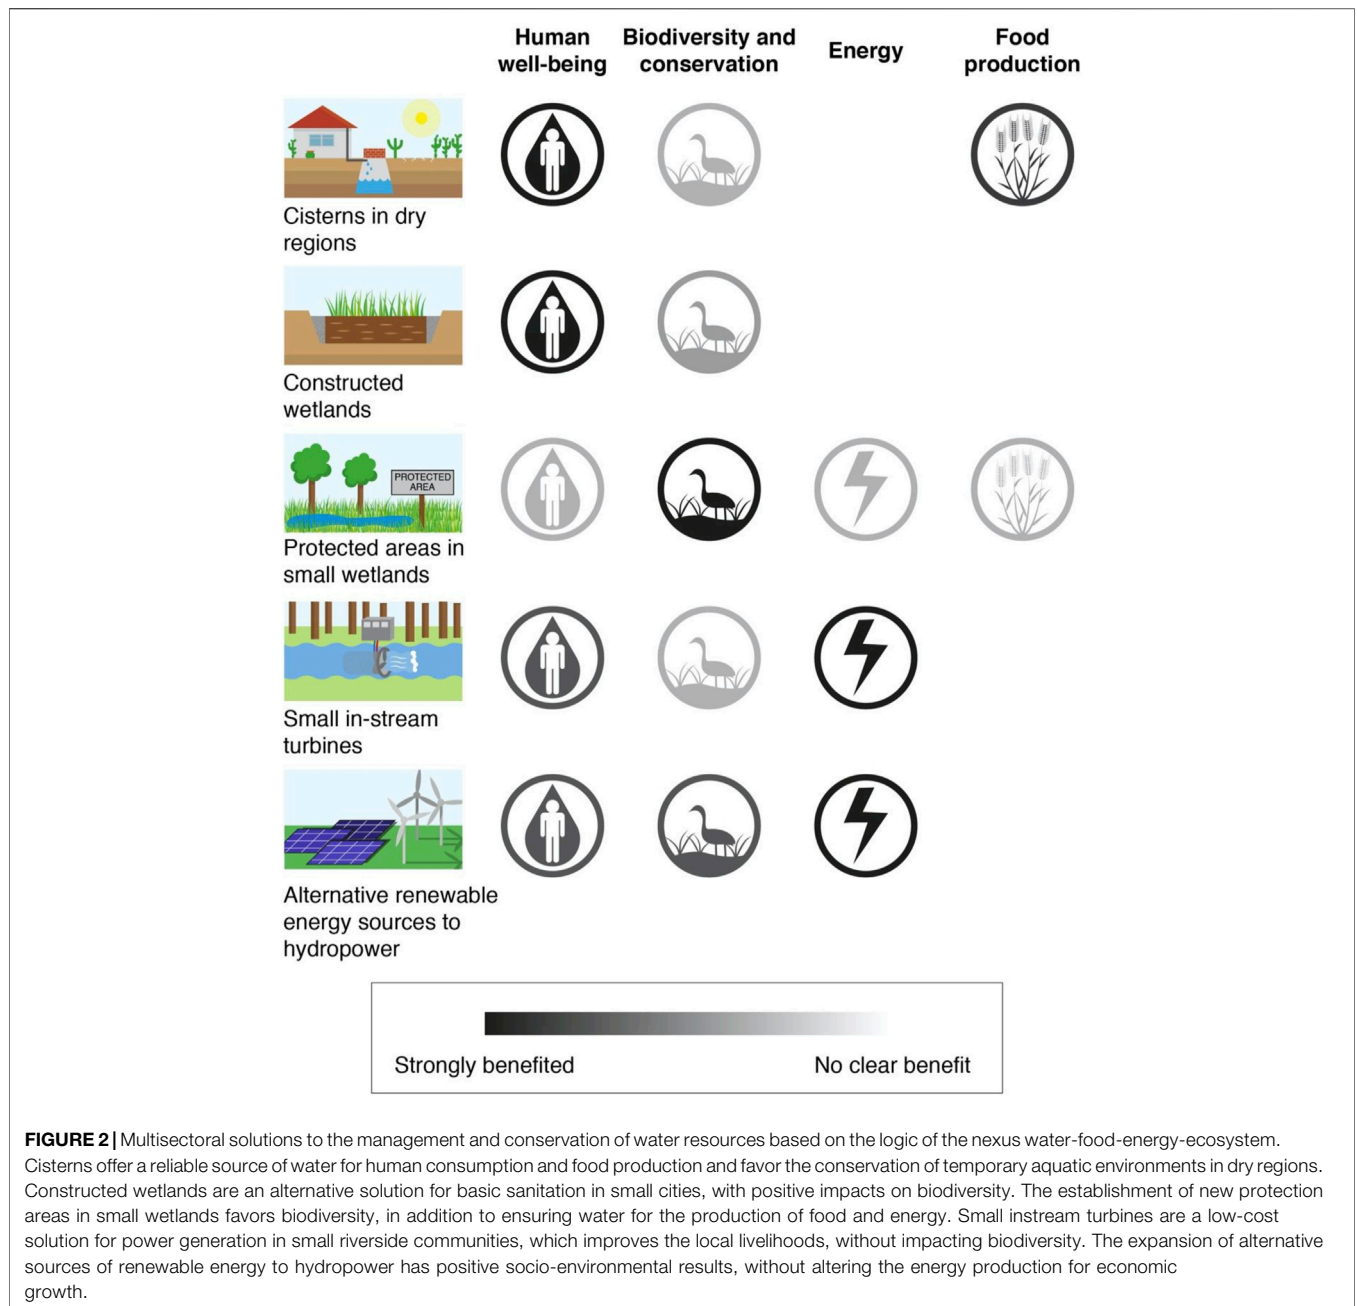 Human
well-being
Biodiversity and
conservation
Energy
Food
production
Cisterns in dry
regions
Constructed
wetlands
PROTECTED
AREA
Protected areas in
small wetlands
Small in-stream
turbines
Alternative renewable
energy sources to
hydropower
Strongly benefited
No clear benefit
FIGURE 2 | Multisectoral solutions to the management and conservation of water resources based on the logic of the nexus water-food-energy-ecosystem.
Cisterns offer a reliable source of water for human consumption and food production and favor the conservation of temporary aquatic environments in dry regions.
Constructed wetlands are an alternative solution for basic sanitation in small cities, with positive impacts on biodiversity. The establishment of new protection
areas in small wetlands favors biodiversity, in addition to ensuring water for the production of food and energy. Small instream turbines are a low-cost
solution for power generation in small riverside communities, which improves the local livelihoods, without impacting biodiversity. The expansion of alternative
sources of renewable energy to hydropower has positive socio-environmental results, without altering the energy production for economic
growth.